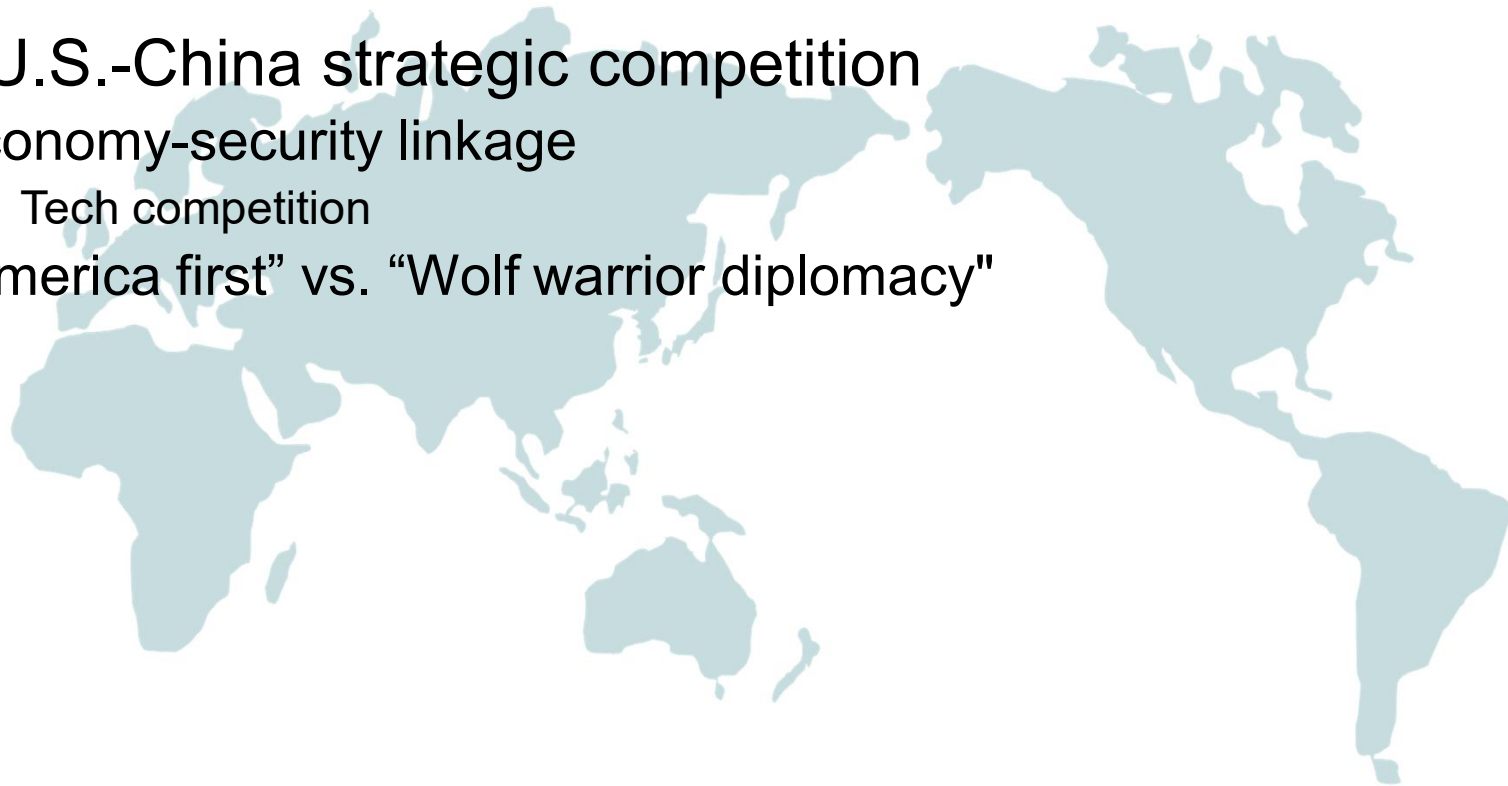 U.S.-China strategic competition
conomy-security linkage
Tech competition
merica first” vs. “Wolf warrior diplomacy"